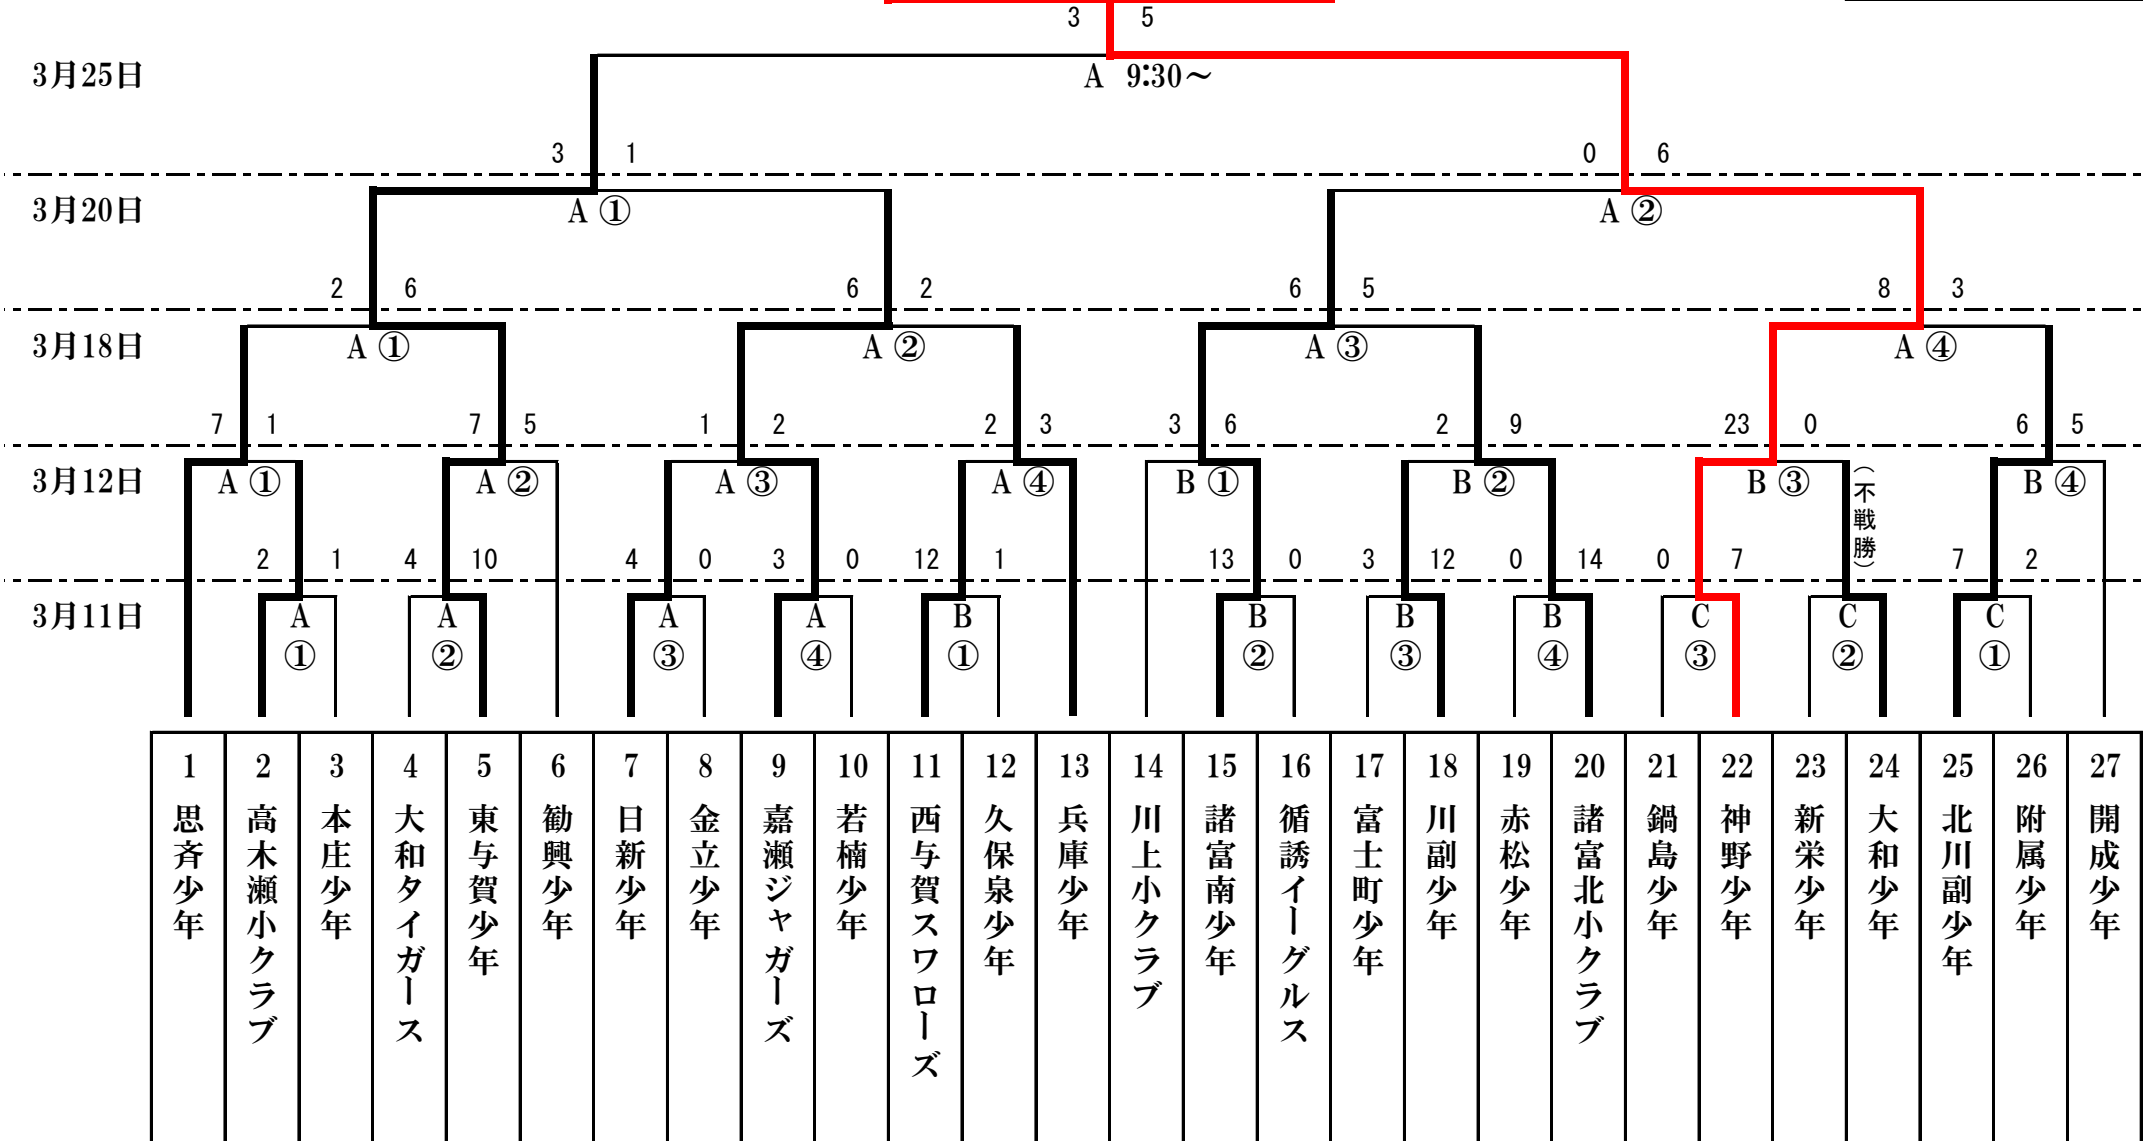 3 5
3月25日
A 9:30～
3 1 0 6
3月20日
A ① A ②
2 6 6 2 6 5 8 3
3月18日
A ① A ② A ③ A ④
7 1 7 5 1 2 2 3 3 6 2 9 23 0 6 5
3月12日
A ① A ② A ③ A ④ B ① B ② B ③ B ④
（不戦勝）
2 1 4 10 4 0 3 0 12 1 13 0 3 12 0 14 0 7 7 2
3月11日
A A A A B B B B C C C
① ② ③ ④ ① ② ③ ④ ③ ② ①
1 思斉少年
2 高木瀬小クラブ
3 本庄少年
4 大和タイガース
5 東与賀少年
6 勧興少年
7 日新少年
8 金立少年
9 嘉瀬ジャガーズ
10 若楠少年
11 西与賀スワローズ
12 久保泉少年
13 兵庫少年
14 川上小クラブ
15 諸富南少年
16 循誘イーグルス
17 富士町少年
18 川副少年
19 赤松少年
20 諸富北小クラブ
21 鍋島少年
22 神野少年
23 新栄少年
24 大和少年
25 北川副少年
26 附属少年
27 開成少年